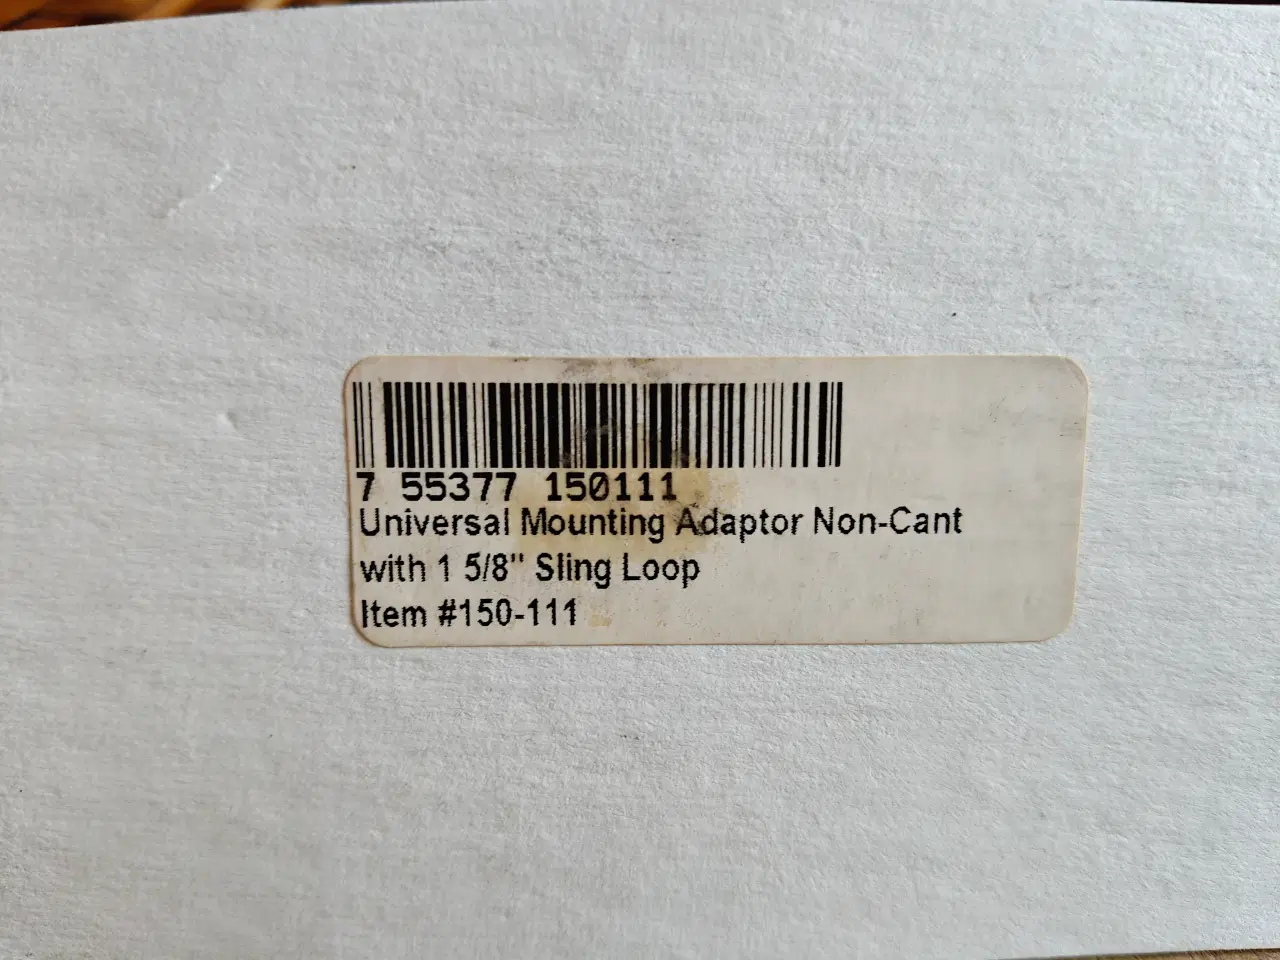 7 55377 150111
Universal Mounting Adaptor Non-Cant
with 1 5/8" Sling Loop
Item #150-111